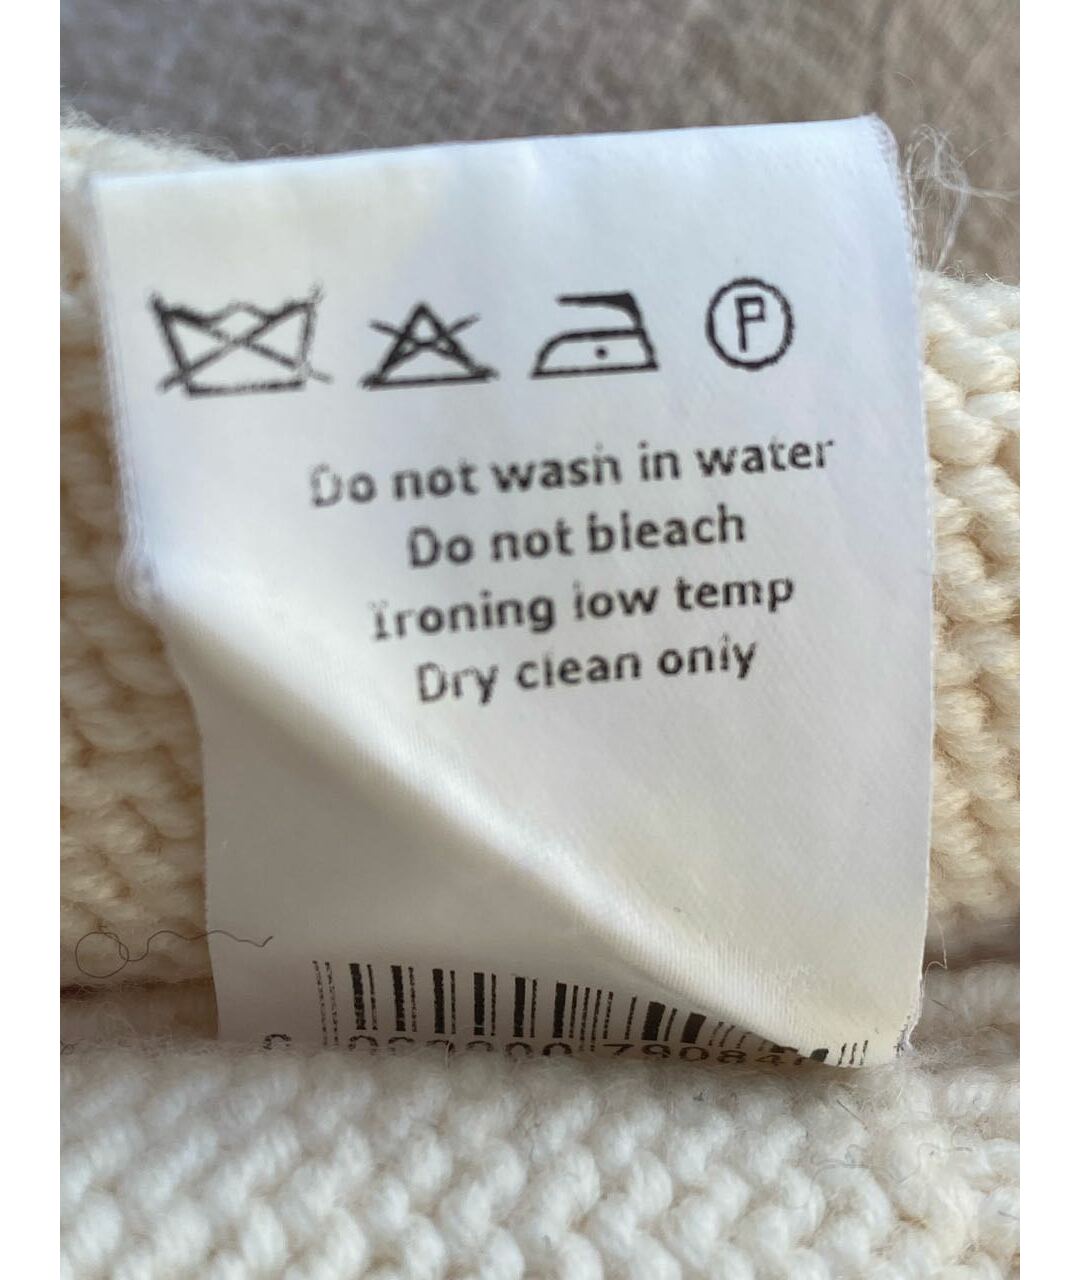 P
Do not wash in water
Do not bleach
Ironing low temp
Dry clean only